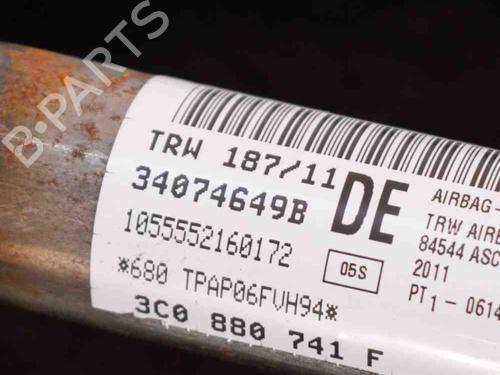 B·PARTS
TRW 187/11
34074649B
1055552160172
*680 TPAP06FVH94*
3C0 880 741 F
DE
05S
AIRBAG-
TRW AIRB
84544 ASC
2011
PT1-0614